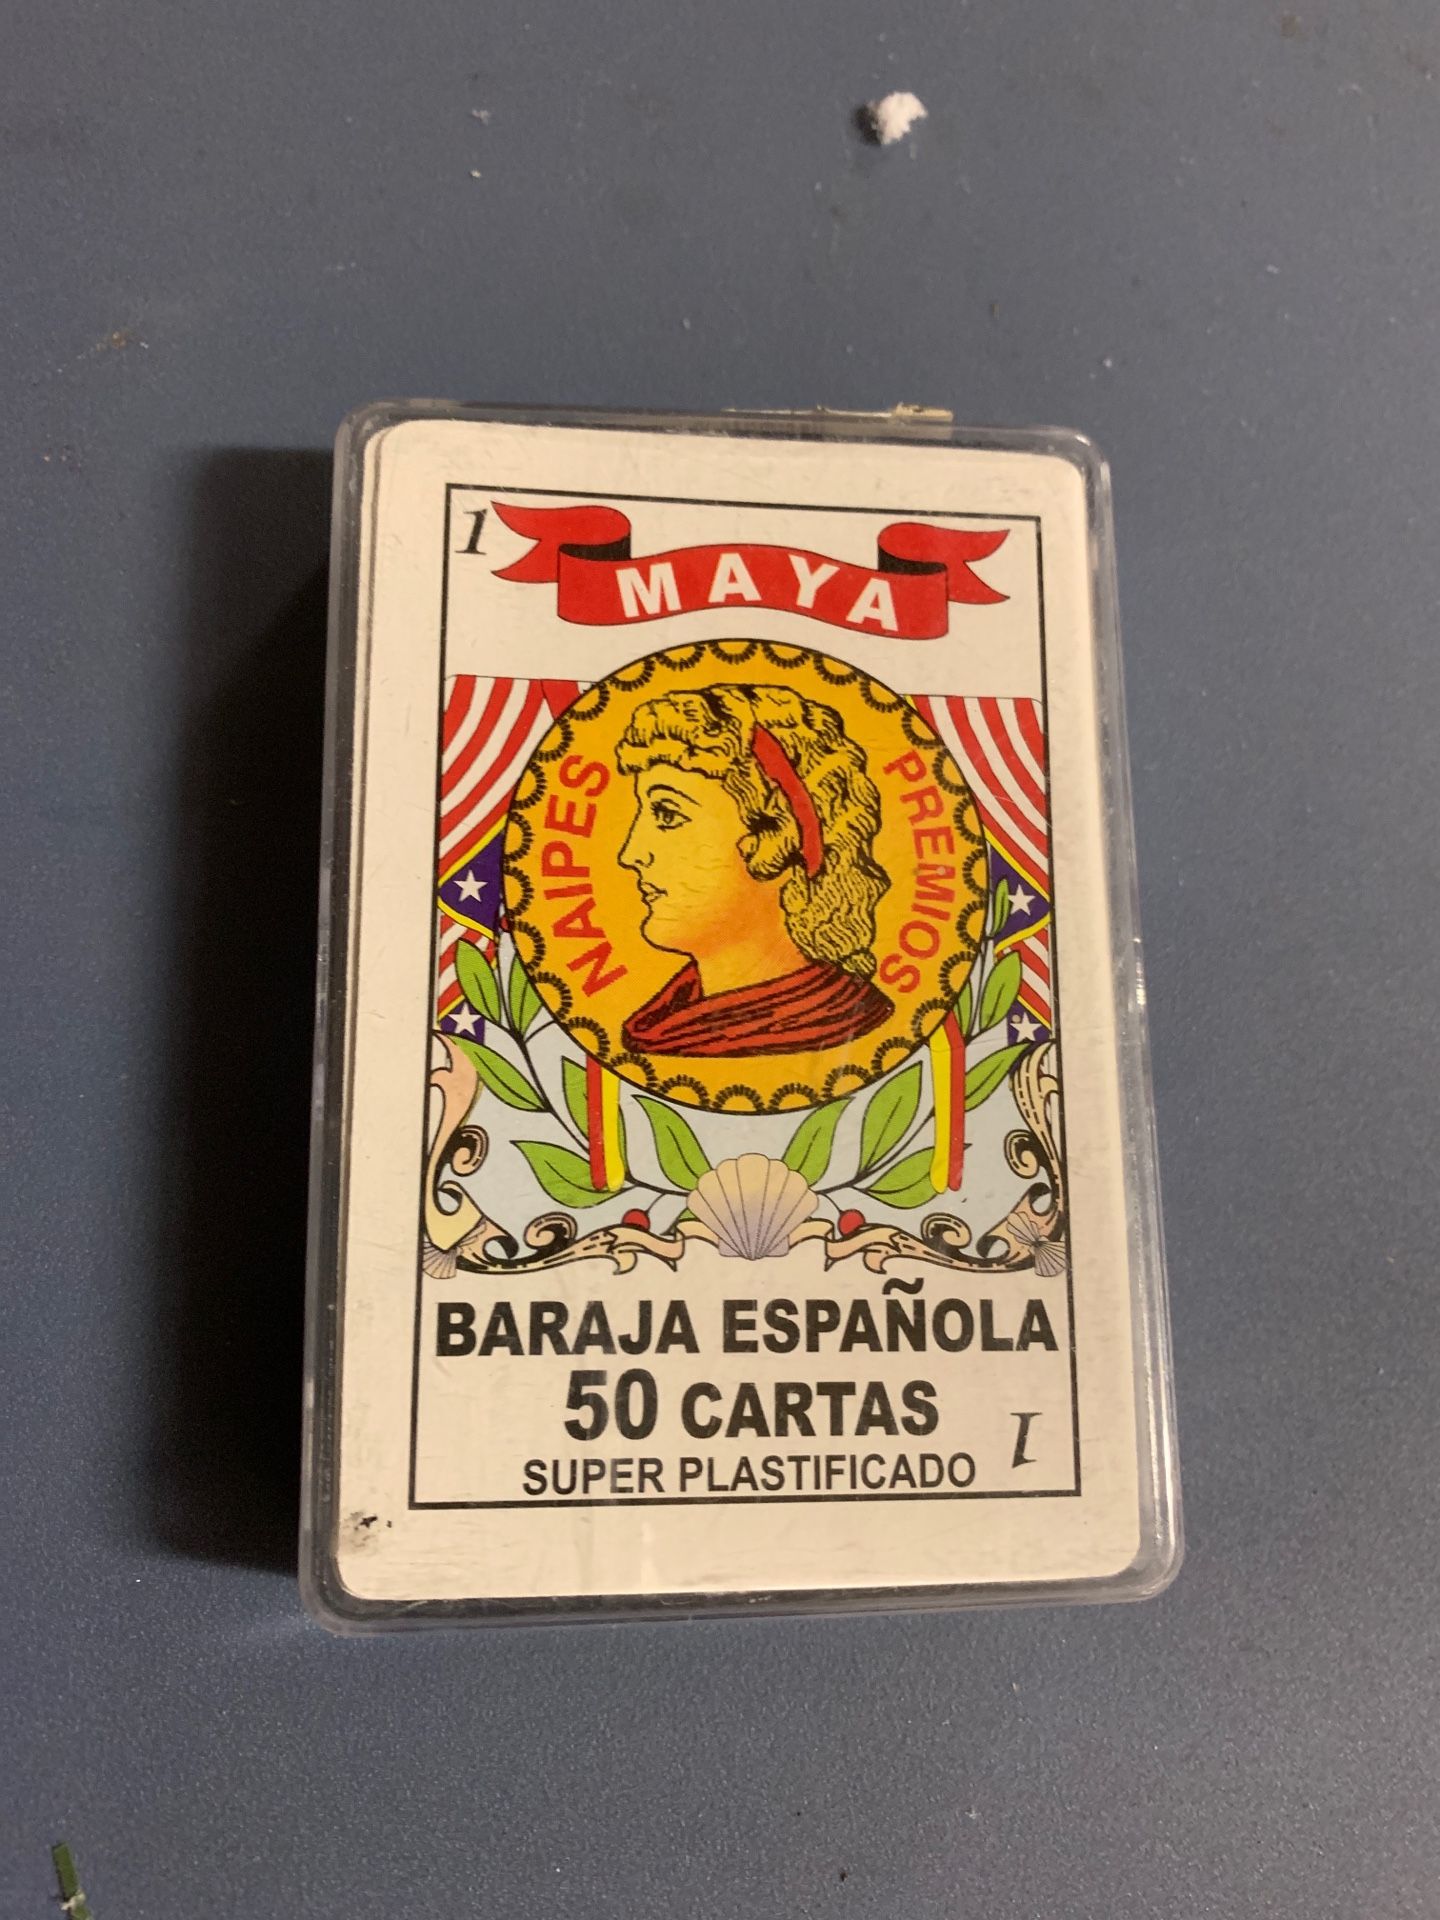 1
MAYA
NAIPES
PREMIOS
BARAJA ESPAÑOLA
50 CARTAS
SUPER PLASTIFICADO
1